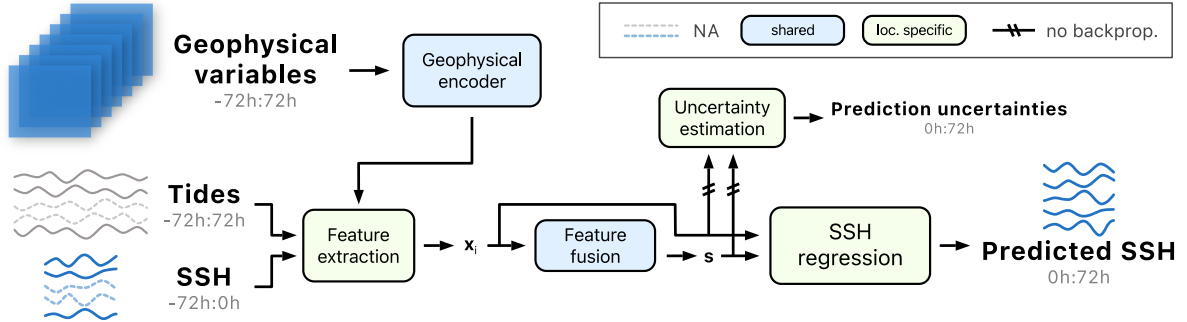 Geophysical
variables
-72h:72h
Geophysical
encoder
NA
shared
loc. specific
no backprop.
Uncertainty
estimation
Prediction uncertainties
0h:72h
Tides
-72h:72h
SSH
-72h:0h
Feature
extraction
xi
Feature
fusion
s
SSH
regression
Predicted SSH
0h:72h